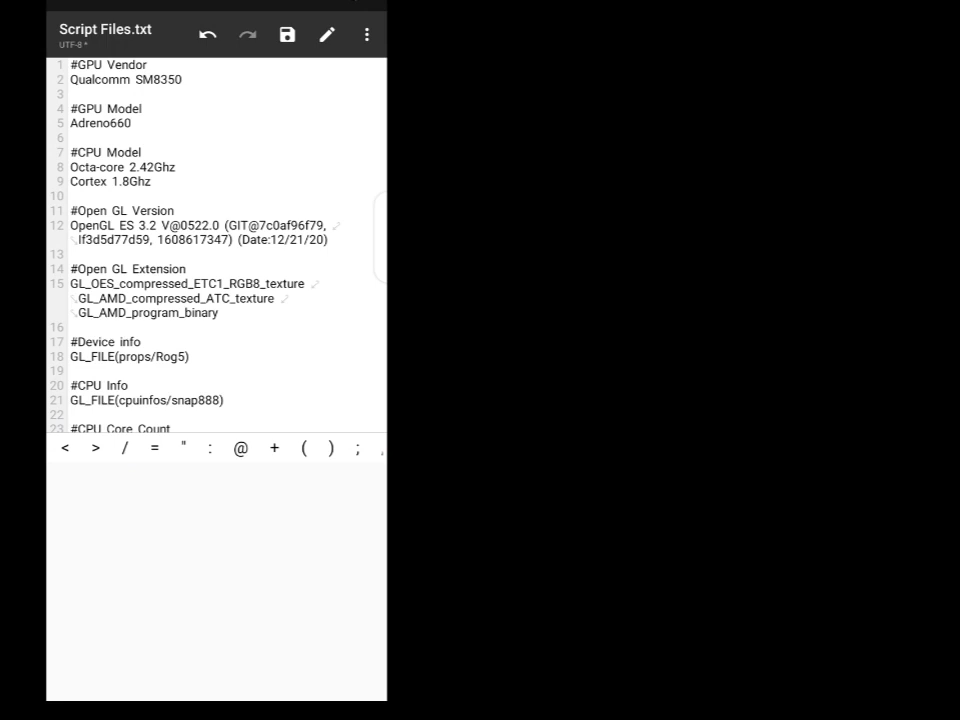 Script Files.txt
UTF-8 *
1 #GPU Vendor
2 Qualcomm SM8350
3
4 #GPU Model
5 Adreno660
6
7 #CPU Model
8 Octa-core 2.42Ghz
9 Cortex 1.8Ghz
10
11 #Open GL Version
12 OpenGL ES 3.2 V@0522.0 (GIT@7c0af96f79,
If3d5d77d59, 1608617347) (Date:12/21/20)
13
14 #Open GL Extension
15 GL_OES_compressed_ETC1_RGB8_texture
GL_AMD_compressed_ATC_texture
GL_AMD_program_binary
16
17 #Device info
18 GL_FILE(props/Rog5)
19
20 #CPU Info
21 GL_FILE(cpuinfos/snap888)
22
23 #CPU Core Count
< > / = " : @ + ( ) ;